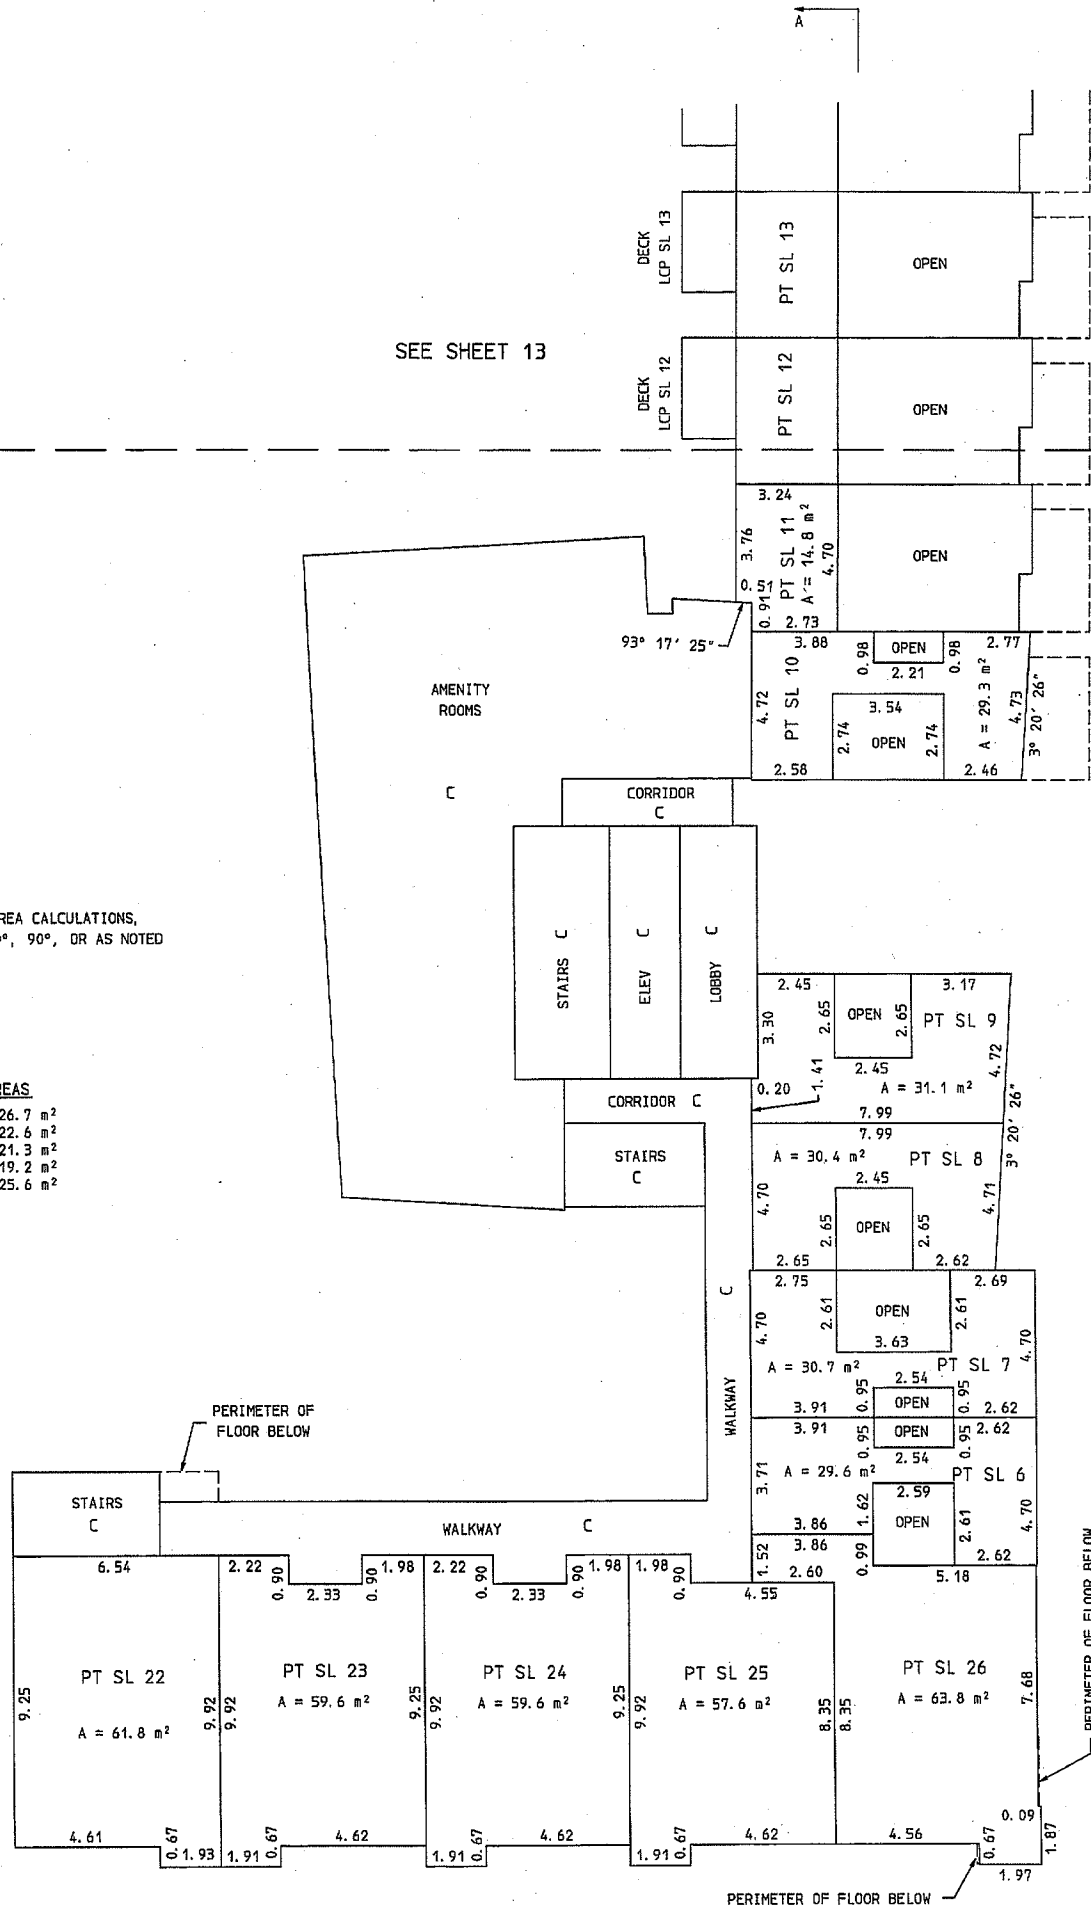 A
DECK
LCP SL 13
PT SL 13
OPEN
SEE SHEET 13
DECK
LCP SL 12
PT SL 12
OPEN
3.24
3.76
PT SL 11
A = 14.8 m²
4.70
OPEN
0.51
0.91
2.73
93° 17' 25"
3.88
0.98
OPEN
0.98
2.77
2.21
AMENITY
ROOMS
C
4.72
PT SL 10
3.54
2.74
OPEN
2.74
A = 29.3 m²
4.73
3° 20' 26"
2.58
2.46
CORRIDOR
C
STAIRS C
ELEV C
LOBBY C
REA CALCULATIONS,
°, 90°, OR AS NOTED
2.45
3.17
3.30
2.65
OPEN
2.65
PT SL 9
4.72
2.45
1.41
0.20
A = 31.1 m²
7.99
3° 20' 26"
REAS
26.7 m²
22.6 m²
21.3 m²
19.2 m²
25.6 m²
CORRIDOR C
STAIRS
C
7.99
A = 30.4 m²
PT SL 8
2.45
4.70
2.65
OPEN
2.65
4.71
2.65
2.62
C
WALKWAY
2.75
2.69
4.70
2.61
OPEN
2.61
3.63
4.70
A = 30.7 m²
PT SL 7
2.54
0.95
OPEN
0.95
3.91
2.62
3.91
0.95
OPEN
0.95
2.62
2.54
3.71
A = 29.6 m²
PT SL 6
2.59
1.62
OPEN
2.61
4.70
3.86
2.62
PERIMETER OF
FLOOR BELOW
STAIRS
C
WALKWAY C
3.86
1.52
0.99
2.60
5.18
6.54
2.22
0.90
2.33
0.90
1.98
2.22
0.90
2.33
0.90
1.98
1.98
0.90
4.55
PT SL 22
A = 61.8 m²
9.25
9.92
PT SL 23
A = 59.6 m²
9.92
9.25
PT SL 24
A = 59.6 m²
9.92
9.25
PT SL 25
A = 57.6 m²
9.92
8.35
PT SL 26
A = 63.8 m²
8.35
7.68
PERIMETER OF FLOOR BELOW
4.61
0.67
1.93
1.91
0.67
4.62
1.91
0.67
4.62
1.91
0.67
4.62
4.56
0.67
0.09
1.87
1.97
PERIMETER OF FLOOR BELOW